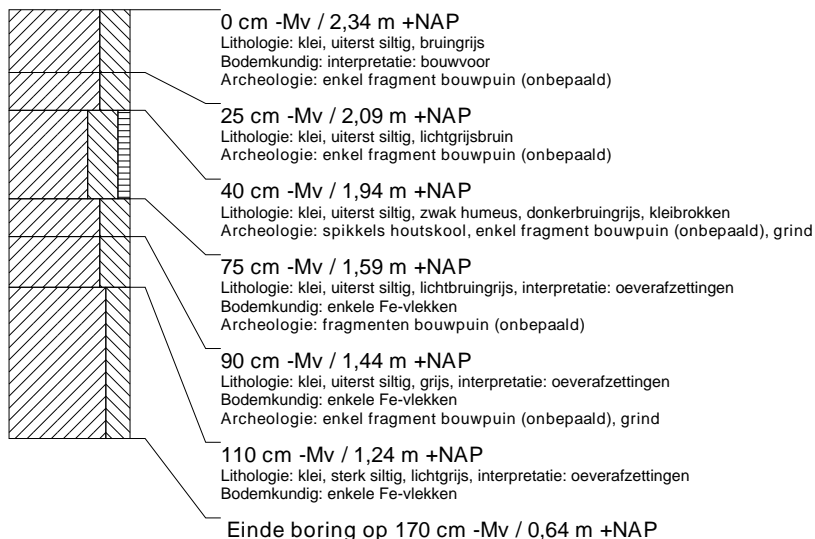 0 cm -Mv / 2,34 m +NAP
Lithologie: klei, uiterst siltig, bruingrijs
Bodemkundig: interpretatie: bouwvoor
Archeologie: enkel fragment bouwpuin (onbepaald)
25 cm -Mv / 2,09 m +NAP
Lithologie: klei, uiterst siltig, lichtgrijsbruin
Archeologie: enkel fragment bouwpuin (onbepaald)
40 cm -Mv / 1,94 m +NAP
Lithologie: klei, uiterst siltig, zwak humeus, donkerbruingrijs, kleibrokken
Archeologie: spikkels houtskool, enkel fragment bouwpuin (onbepaald), grind
75 cm -Mv / 1,59 m +NAP
Lithologie: klei, uiterst siltig, lichtbruingrijs, interpretatie: oeverafzettingen
Bodemkundig: enkele Fe-vlekken
Archeologie: fragmenten bouwpuin (onbepaald)
90 cm -Mv / 1,44 m +NAP
Lithologie: klei, uiterst siltig, grijs, interpretatie: oeverafzettingen
Bodemkundig: enkele Fe-vlekken
Archeologie: enkel fragment bouwpuin (onbepaald), grind
110 cm -Mv / 1,24 m +NAP
Lithologie: klei, sterk siltig, lichtgrijs, interpretatie: oeverafzettingen
Bodemkundig: enkele Fe-vlekken
Einde boring op 170 cm -Mv / 0,64 m +NAP